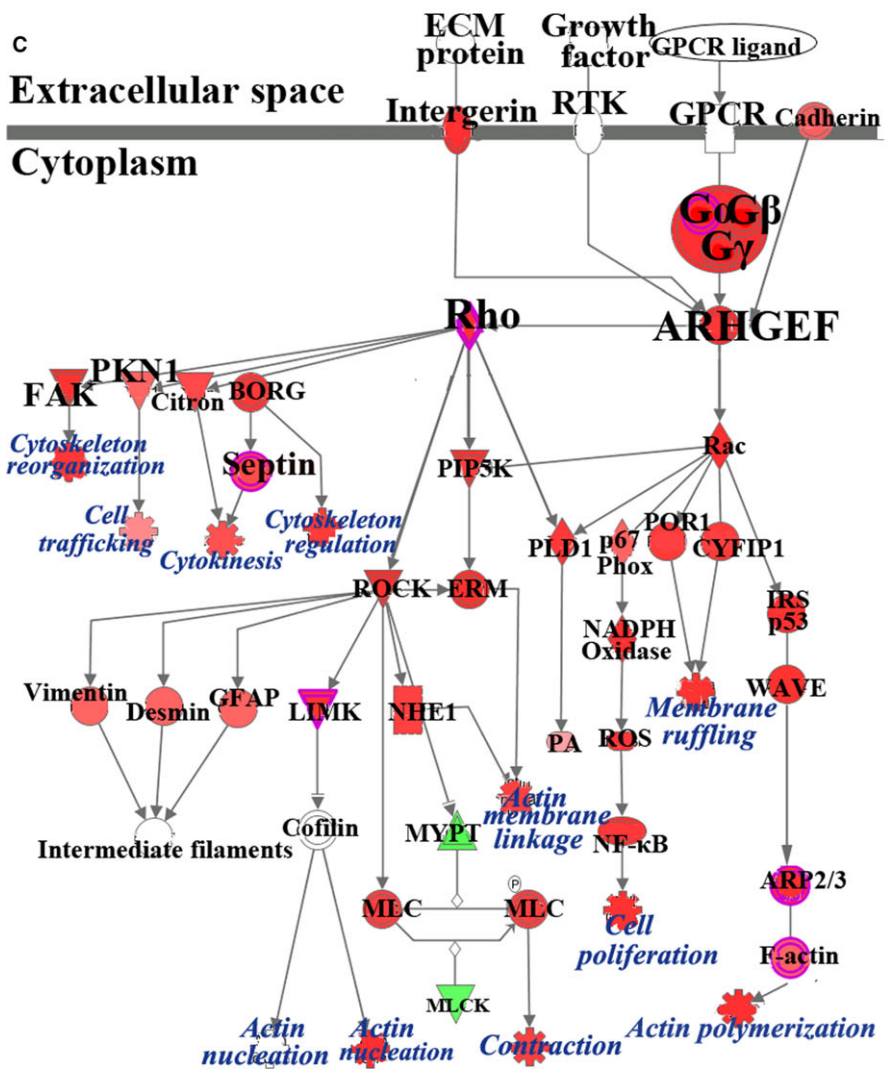 C
ECM
protein
Growth
factor
GPCR ligand
Extracellular space
Intergerin
RTK
GPCR
Cadherin
Cytoplasm
Gα
Gβ
Gγ
Rho
ARHGEF
FAK
PKN1
Citron
BORG
Rac
Cytoskeleton
reorganization
Septin
PIP5K
Cell
trafficking
Cytokinesis
Cytoskeleton
regulation
PLD1
p67
Phox
POR1
CYFIP1
ROCK
ERM
IRS
p53
NADPH
Oxidase
Vimentin
Desmin
GFAP
LIMK
NHE1
WAVE
PA
ROS
Membrane
ruffling
Intermediate filaments
Cofilin
MYPT
Actin
membrane
linkage
NF-κB
MLC
P
MLC
ARP2/3
Cell
poliferation
F-actin
MLCK
Actin
nucleation
Actin
nucleation
Contraction
Actin polymerization